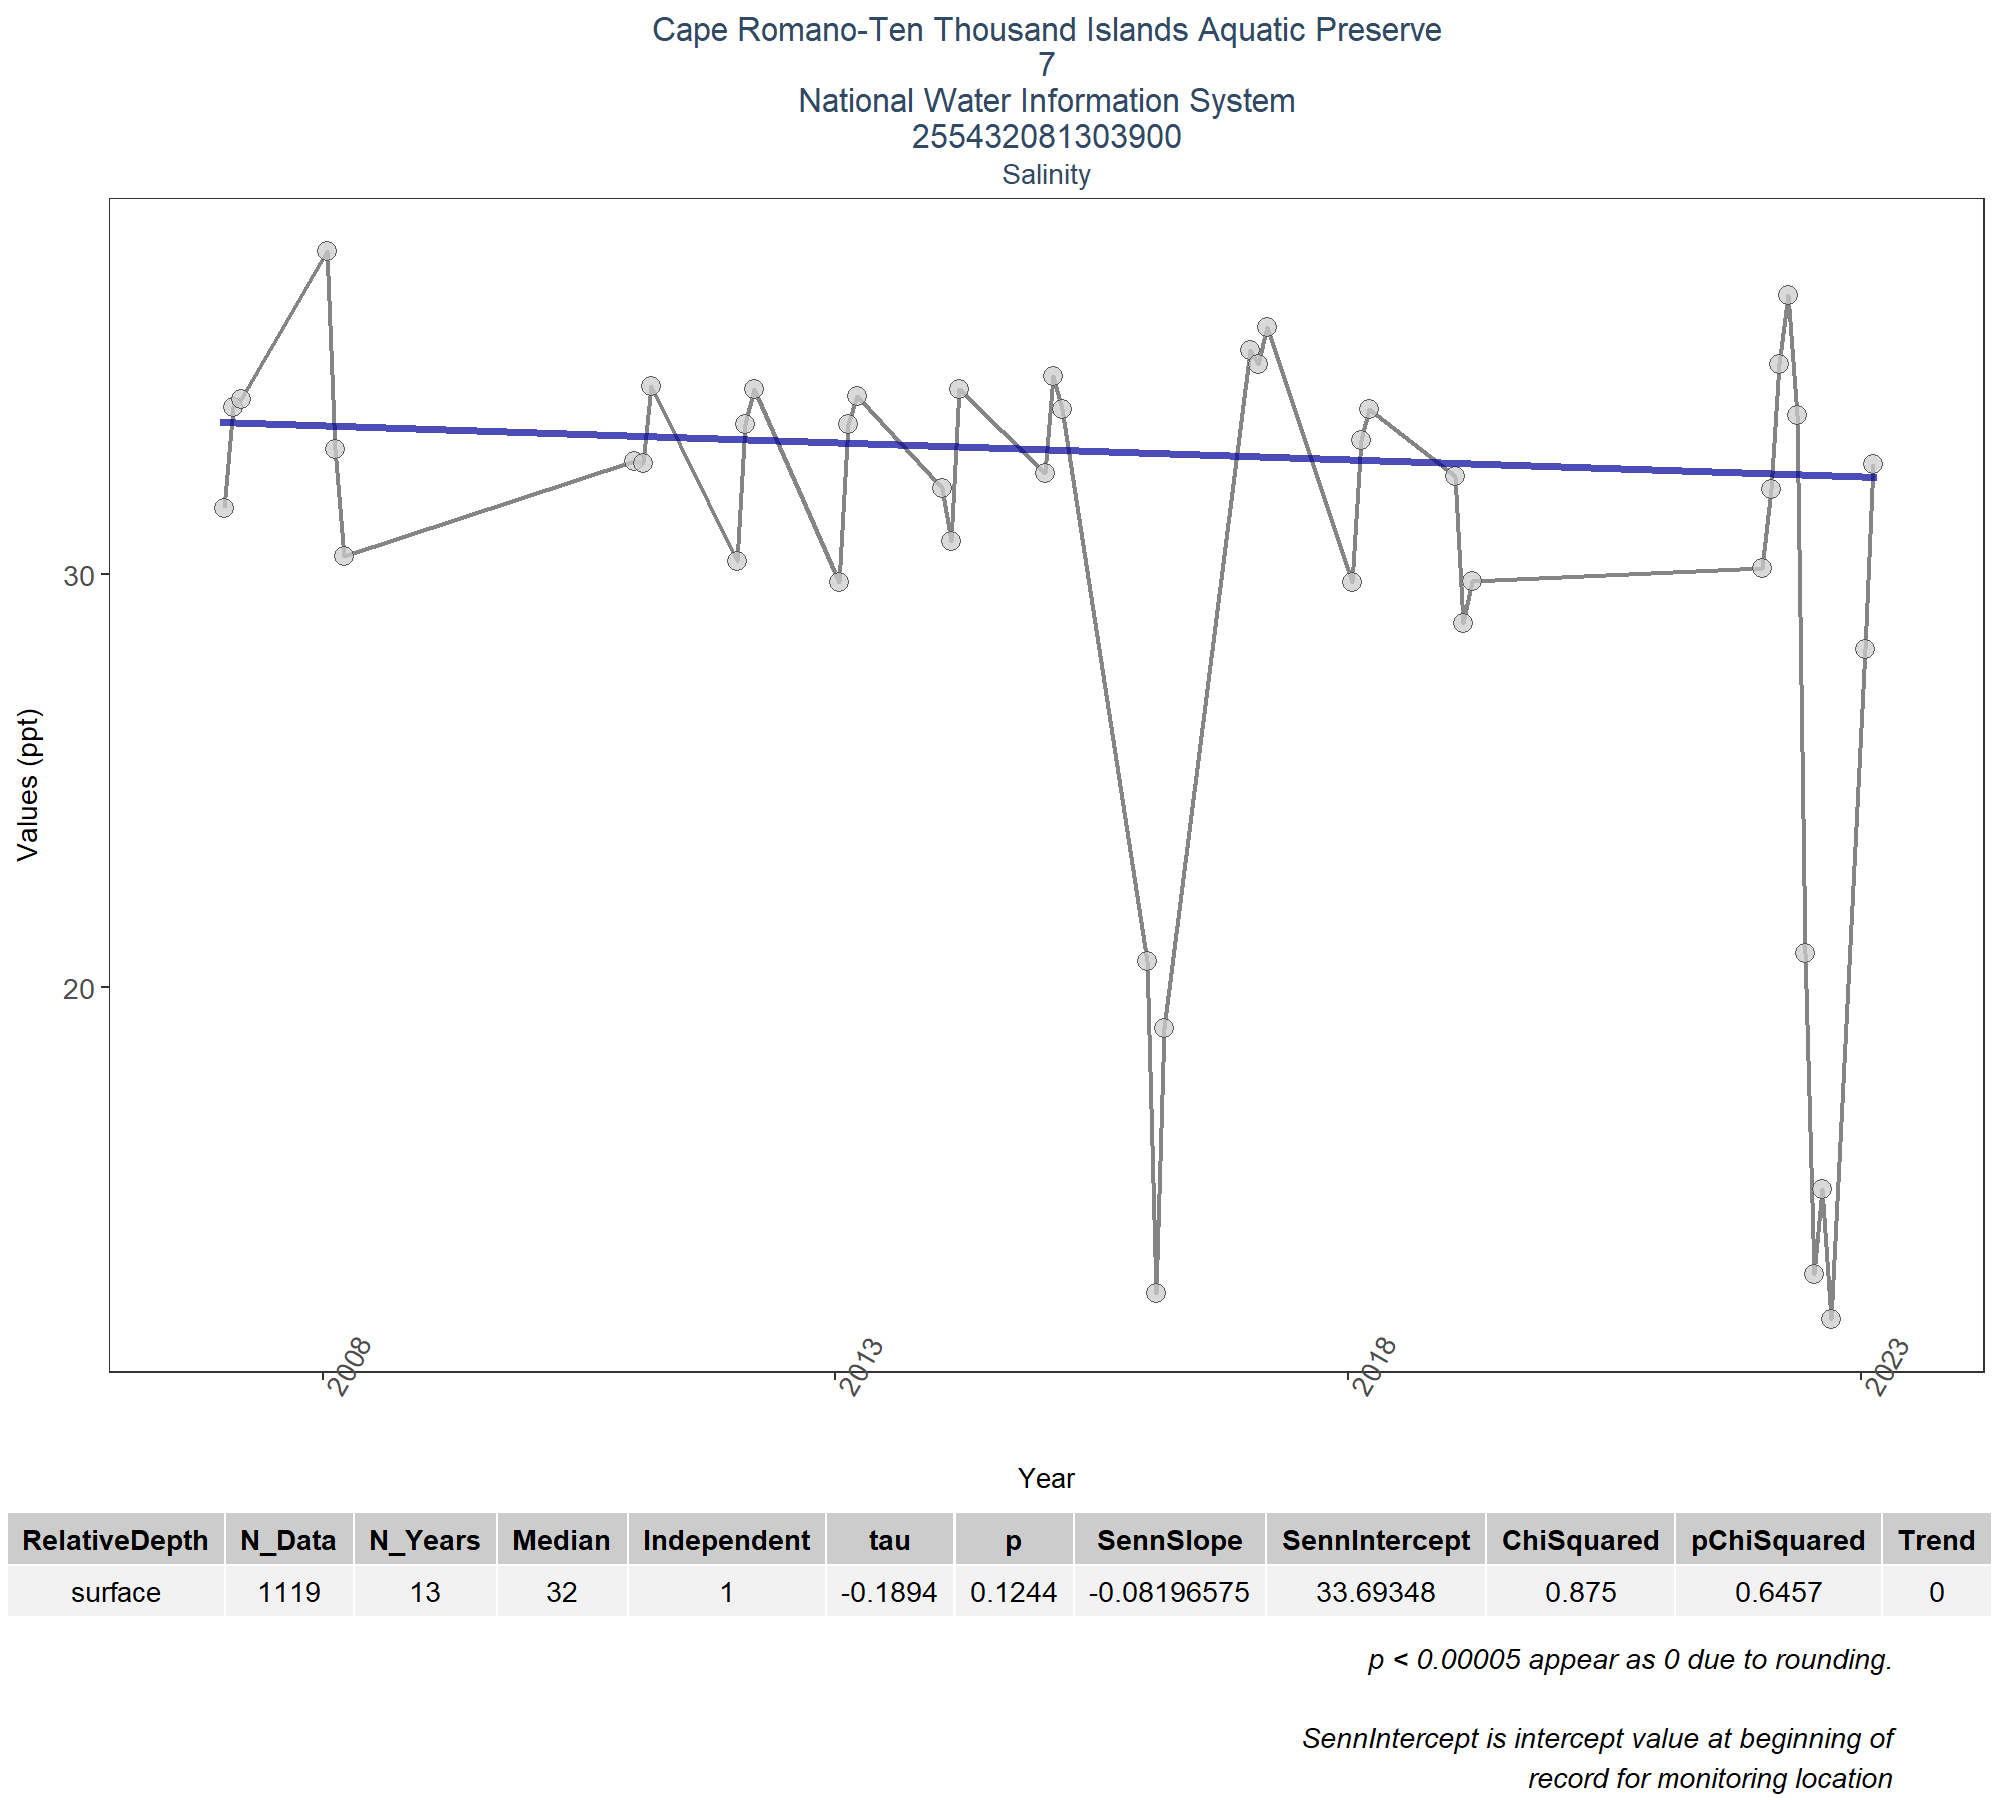 Cape Romano-Ten Thousand Islands Aquatic Preserve
7
National Water Information System
255432081303900
Salinity
Values (ppt)
30
20
2008
2013
2018
2023
Year
RelativeDepth N_Data N_Years Median Independent tau p SennSlope SennIntercept ChiSquared pChiSquared Trend
surface 1119 13 32 1 -0.1894 0.1244 -0.08196575 33.69348 0.875 0.6457 0
p < 0.00005 appear as 0 due to rounding.
SennIntercept is intercept value at beginning of
record for monitoring location